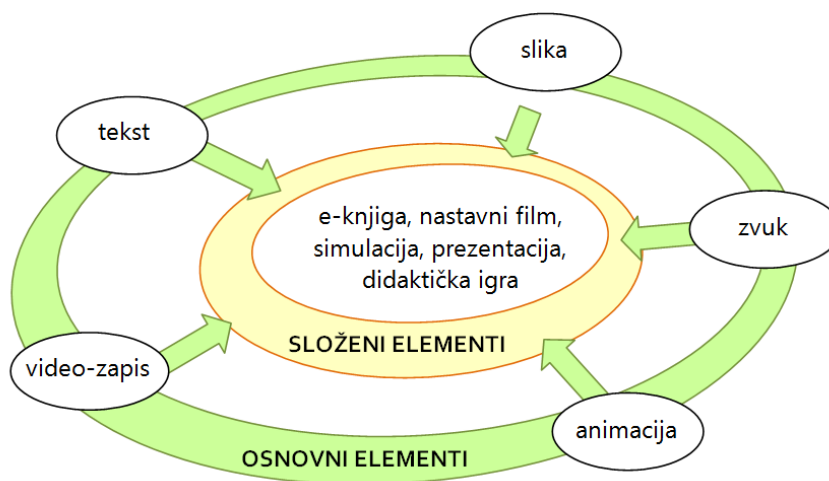 slika
tekst
e-knjiga, nastavni film,
simulacija, prezentacija,
didaktička igra
zvuk
SLOŽENI ELEMENTI
video-zapis
animacija
OSNOVNI ELEMENTI